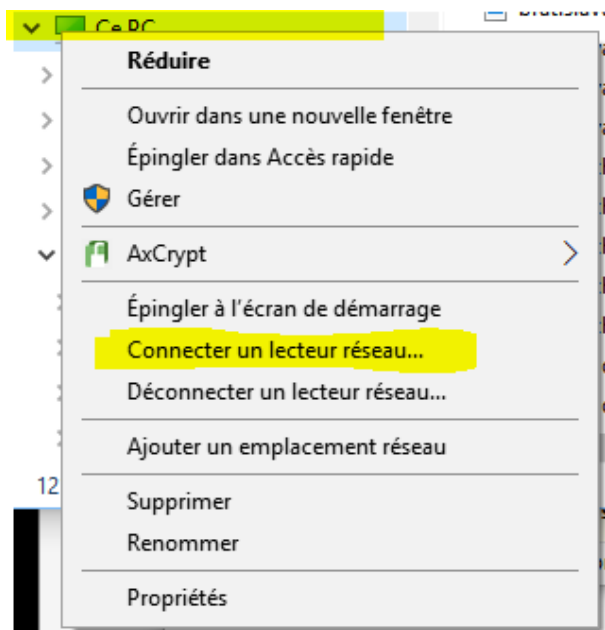 Ce PC
Réduire
Ouvrir dans une nouvelle fenêtre
Épingler dans Accès rapide
Gérer
AxCrypt
Épingler à l'écran de démarrage
Connecter un lecteur réseau...
Déconnecter un lecteur réseau...
Ajouter un emplacement réseau
12
Supprimer
Renommer
Propriétés